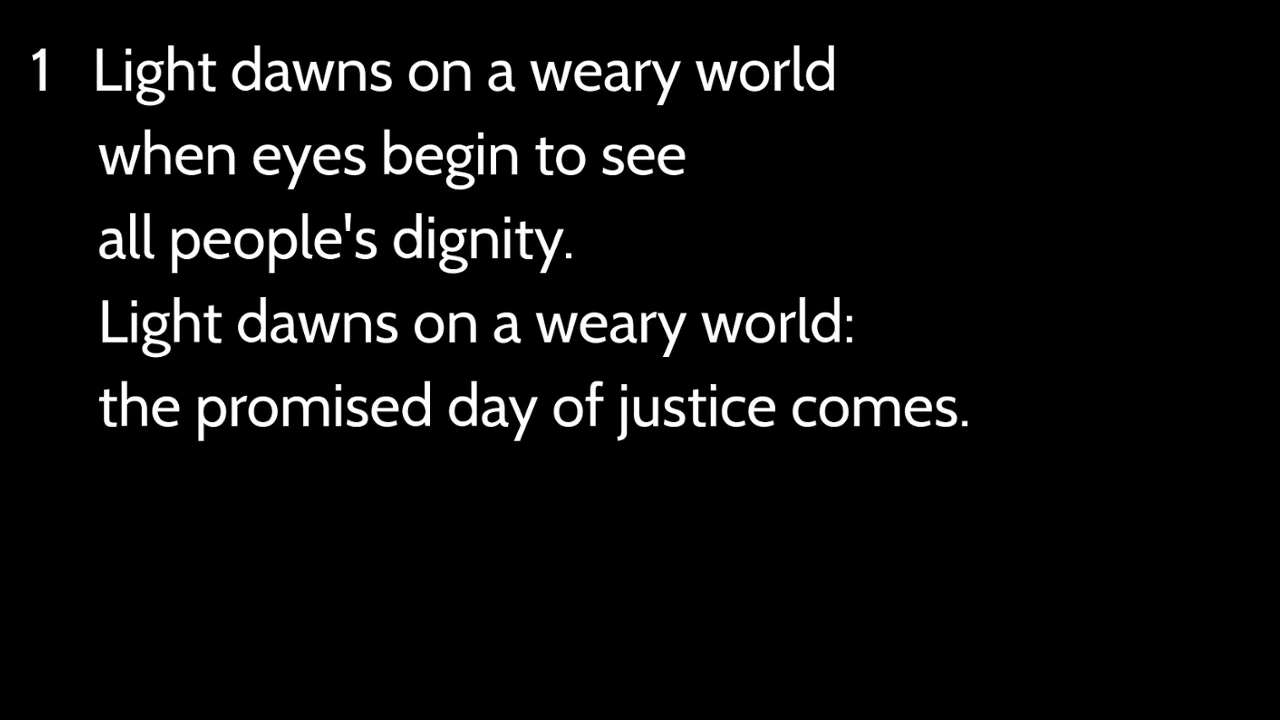 1 Light dawns on a weary world
when eyes begin to see
all people's dignity.
Light dawns on a weary world:
the promised day of justice comes.